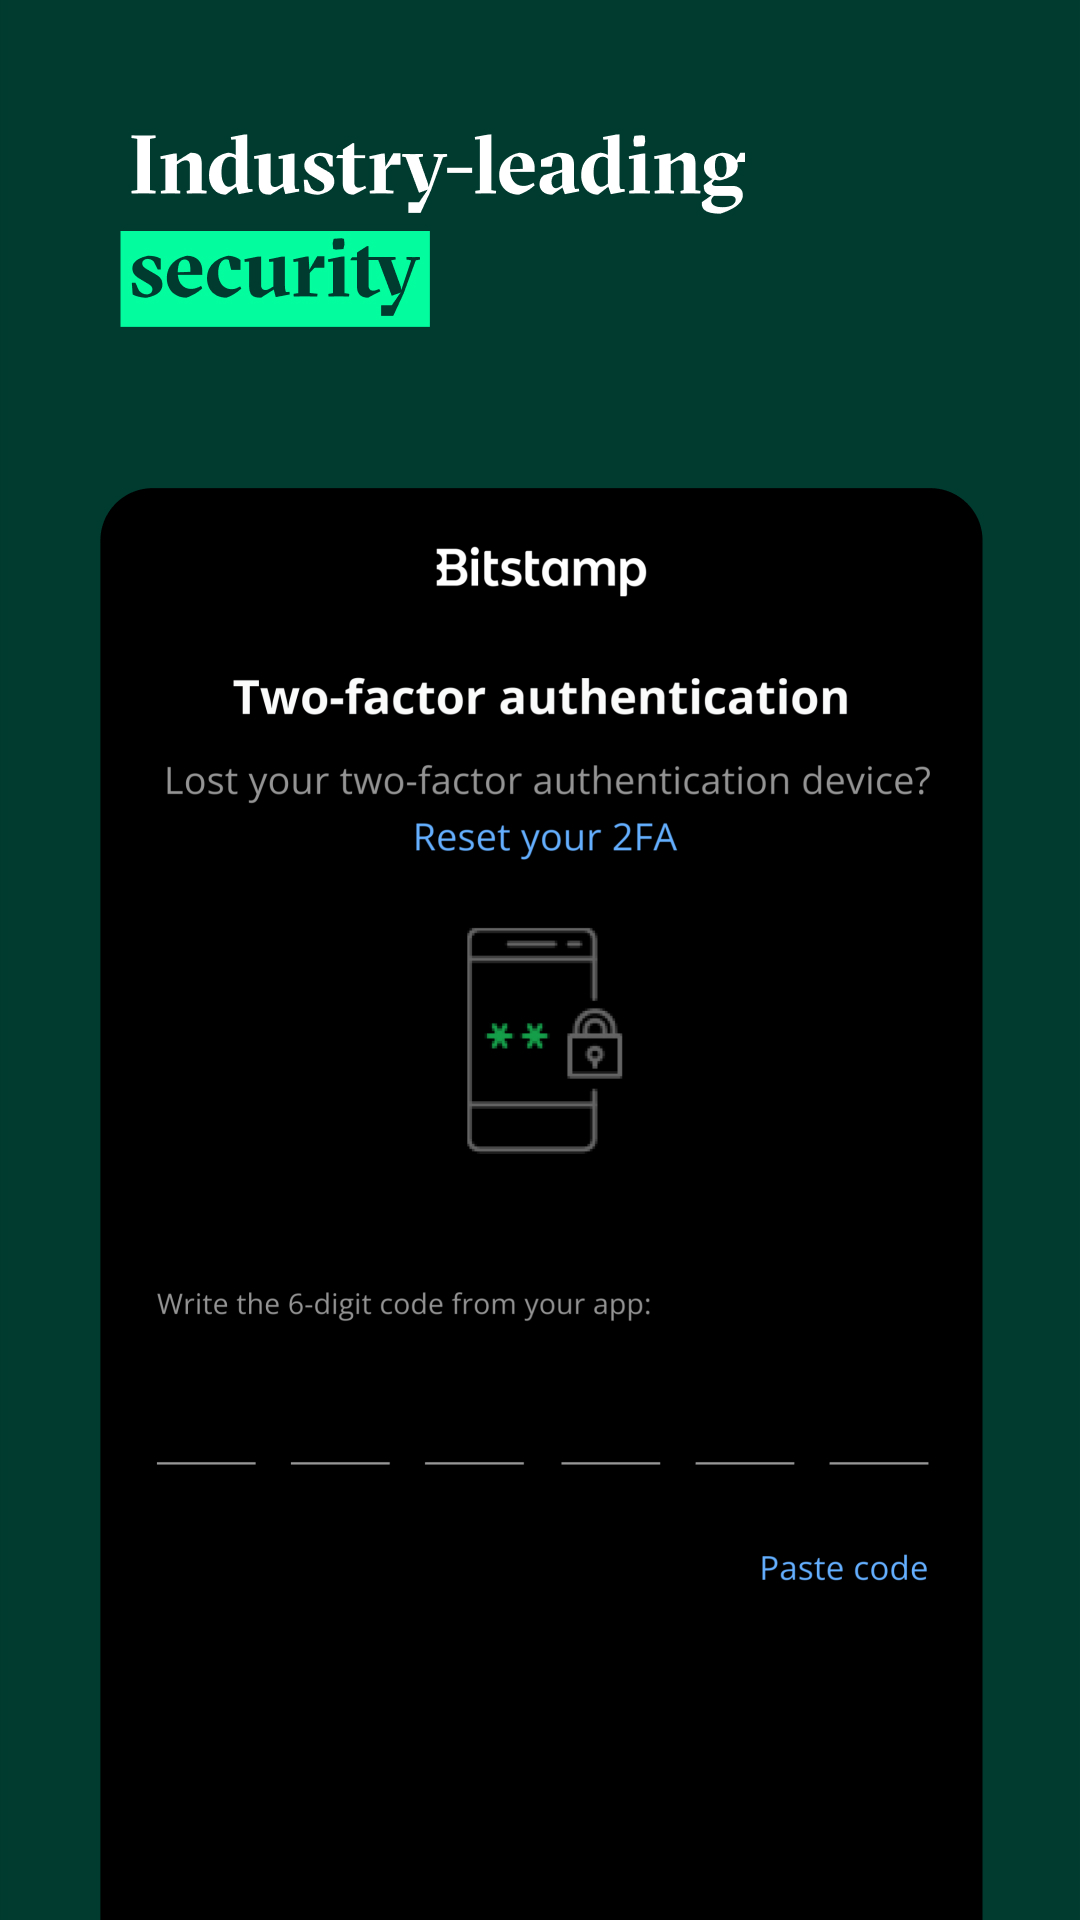 Industry-leading
security
Bitstamp
Two-factor authentication
Lost your two-factor authentication device?
Reset your 2FA
**
Write the 6-digit code from your app:
Paste code